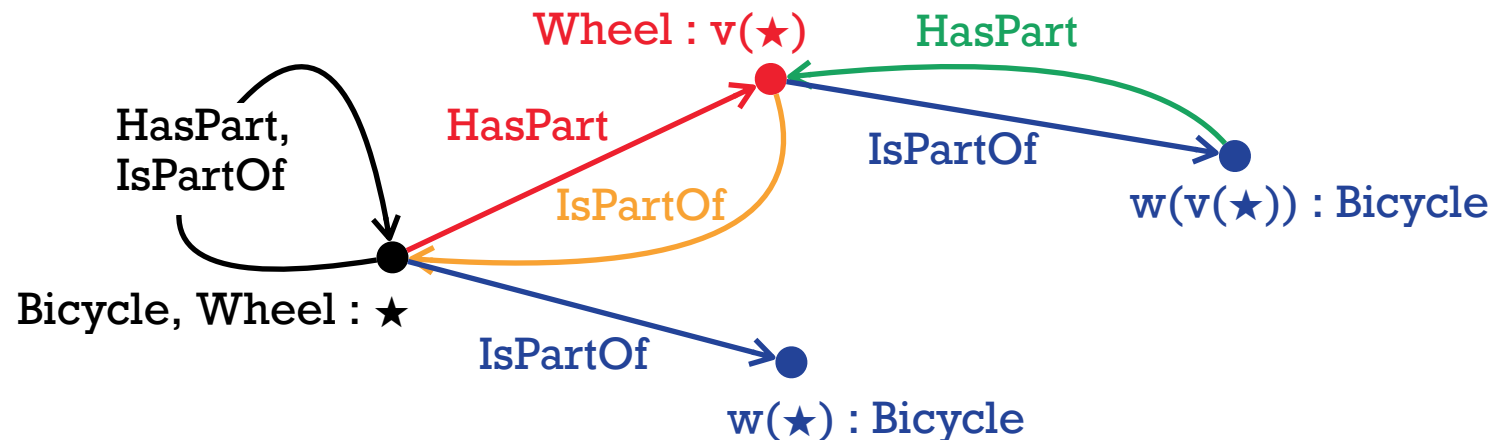 Wheel : v(★)
HasPart
HasPart,
IsPartOf
HasPart
IsPartOf
IsPartOf
w(v(★)) : Bicycle
Bicycle, Wheel : ★
IsPartOf
w(★) : Bicycle